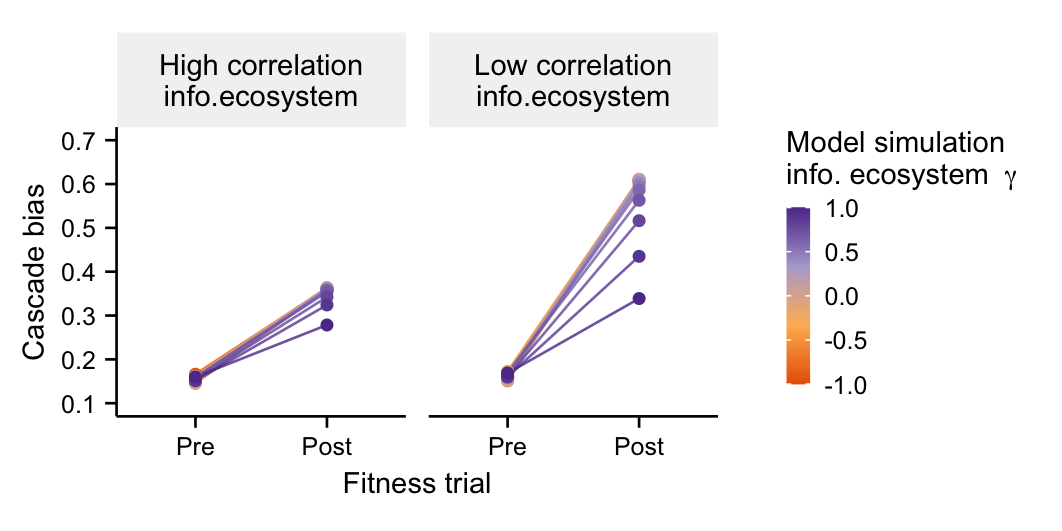 High correlation
info.ecosystem
Low correlation
info.ecosystem
Cascade bias
0.7
0.6
0.5
0.4
0.3
0.2
0.1
Pre
Post
Pre
Post
Fitness trial
Model simulation
info. ecosystem γ
1.0
0.5
0.0
-0.5
-1.0